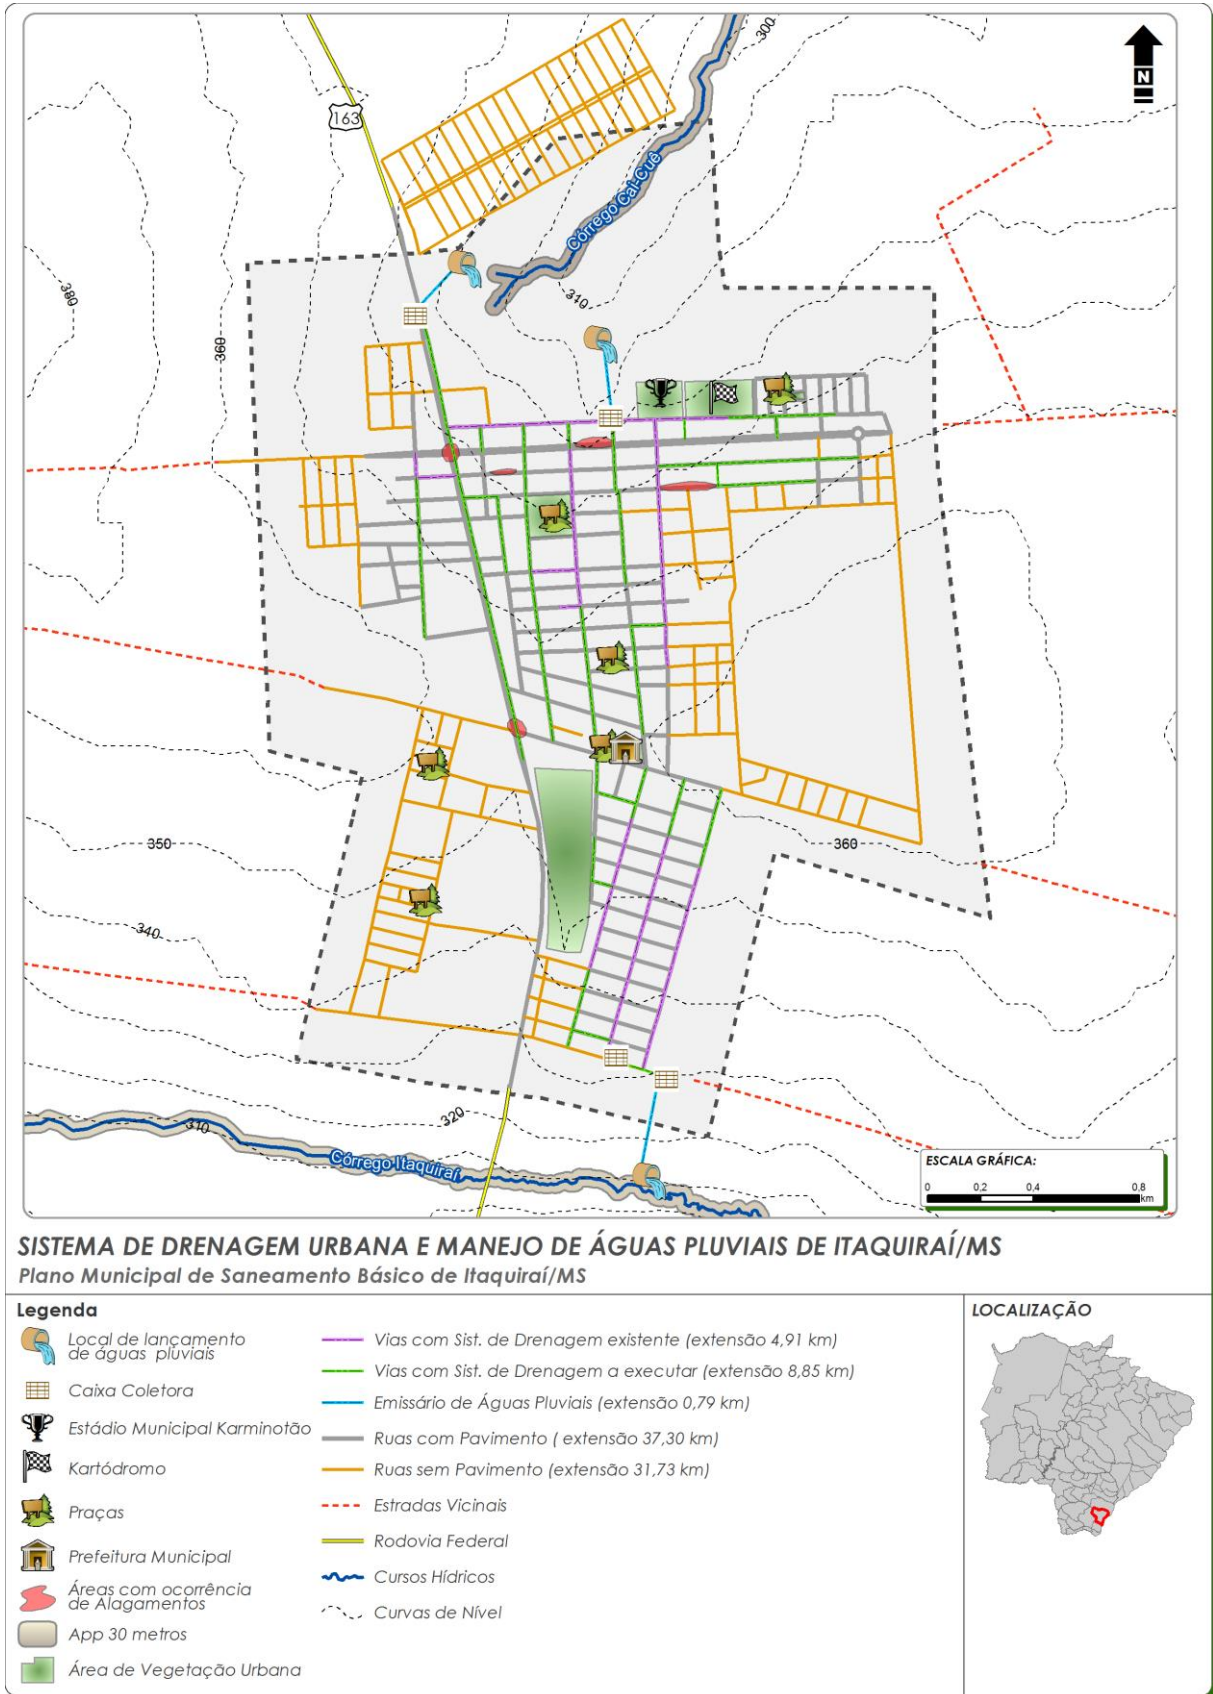 300
163
N
Córrego Cai-Cuê
380
310
360
350
360
340
320
310
Córrego Itaquiraí
ESCALA GRÁFICA:
0 0,2 0,4 0,8
km
SISTEMA DE DRENAGEM URBANA E MANEJO DE ÁGUAS PLUVIAIS DE ITAQUIRAÍ/MS
Plano Municipal de Saneamento Básico de Itaquiraí/MS
Legenda
Local de lançamento
de águas pluviais
Caixa Coletora
Estádio Municipal Karminotão
Kartódromo
Praças
Prefeitura Municipal
Áreas com ocorrência
de Alagamentos
App 30 metros
Área de Vegetação Urbana
Vias com Sist. de Drenagem existente (extensão 4,91 km)
Vias com Sist. de Drenagem a executar (extensão 8,85 km)
Emissário de Águas Pluviais (extensão 0,79 km)
Ruas com Pavimento ( extensão 37,30 km)
Ruas sem Pavimento (extensão 31,73 km)
Estradas Vicinais
Rodovia Federal
Cursos Hídricos
Curvas de Nível
LOCALIZAÇÃO